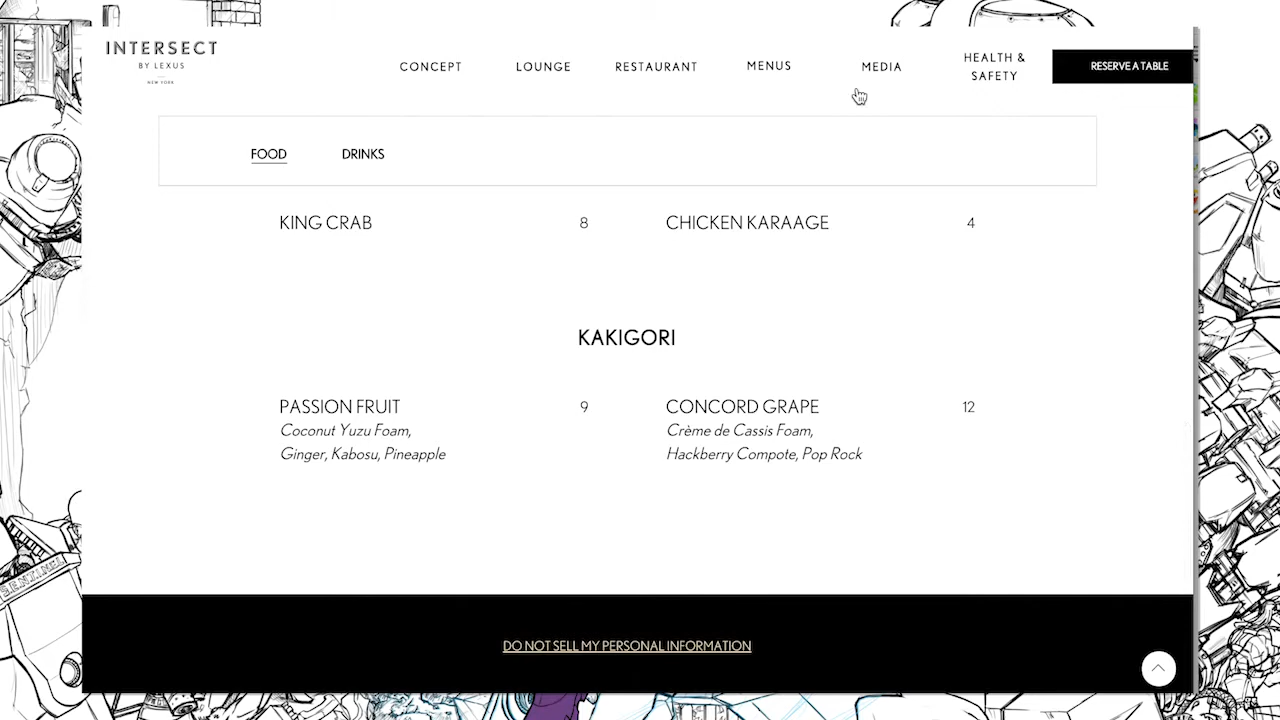 INTERSECT
BY LEXUS
NEW YORK
CONCEPT
LOUNGE
RESTAURANT
MENUS
MEDIA
HEALTH &
SAFETY
RESERVE A TABLE
FOOD
DRINKS
KING CRAB 8
CHICKEN KARAAGE 4
KAKIGORI
PASSION FRUIT 9
Coconut Yuzu Foam,
Ginger, Kabosu, Pineapple
CONCORD GRAPE 12
Crème de Cassis Foam,
Hackberry Compote, Pop Rock
SENTINEL
DO NOT SELL MY PERSONAL INFORMATION